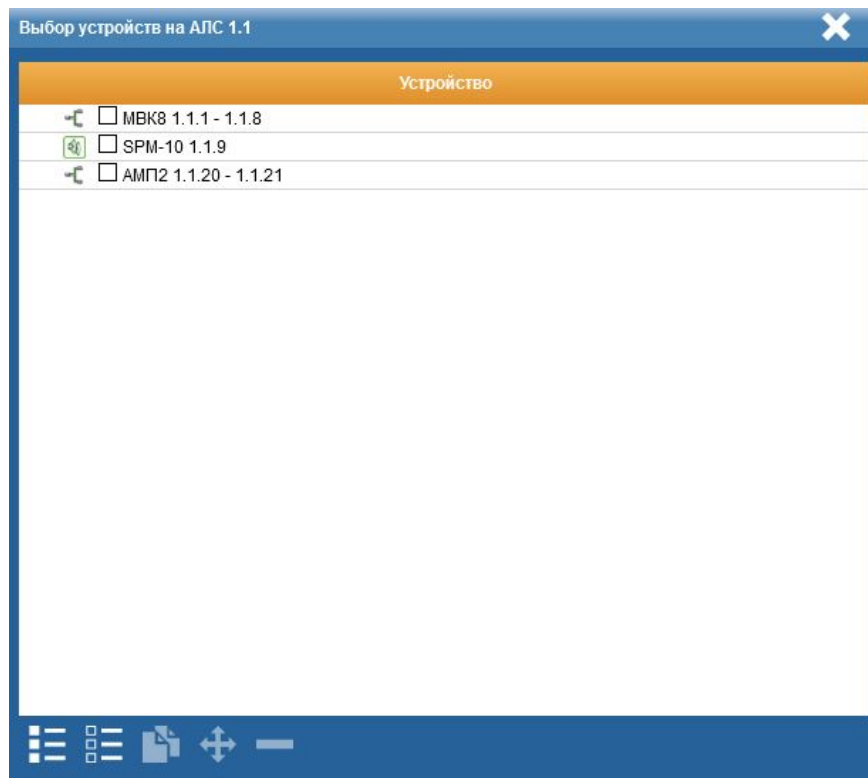 Выбор устройств на АЛС 1.1
Устройство
МВК8 1.1.1 - 1.1.8
SPM-10 1.1.9
АМП2 1.1.20 - 1.1.21